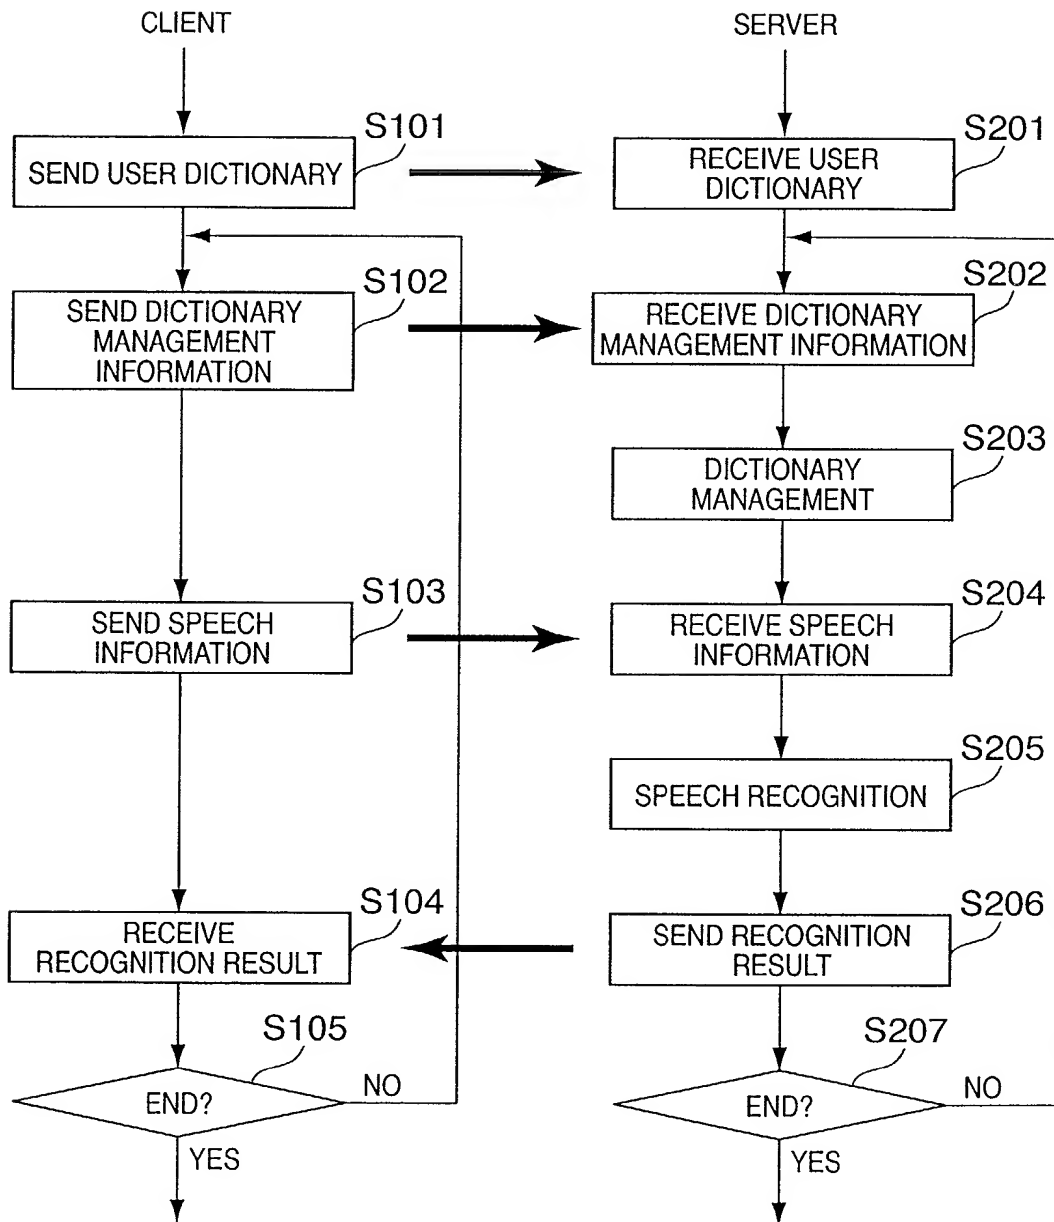 CLIENT
SERVER
S101
SEND USER DICTIONARY
S201
RECEIVE USER
DICTIONARY
S102
SEND DICTIONARY
MANAGEMENT
INFORMATION
S202
RECEIVE DICTIONARY
MANAGEMENT INFORMATION
S203
DICTIONARY
MANAGEMENT
S103
SEND SPEECH
INFORMATION
S204
RECEIVE SPEECH
INFORMATION
S205
SPEECH RECOGNITION
S104
RECEIVE
RECOGNITION RESULT
S206
SEND RECOGNITION
RESULT
S105
END?
NO
YES
S207
END?
NO
YES